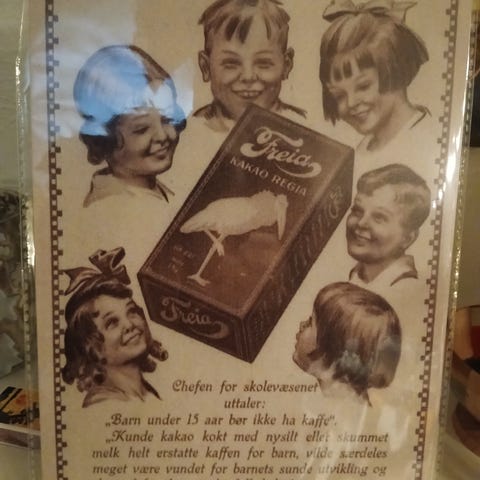 Freia
KAKAO REGIA
Freia
Chefen for skolevæsenet
uttaler:
„Barn under 15 aar bør ikke ha kaffe".
„Kunde kakao kokt med nysilt eller skummet
melk helt erstatte kaffen for barn, vilde særdeles
meget være vundet for barnets sunde utvikling og